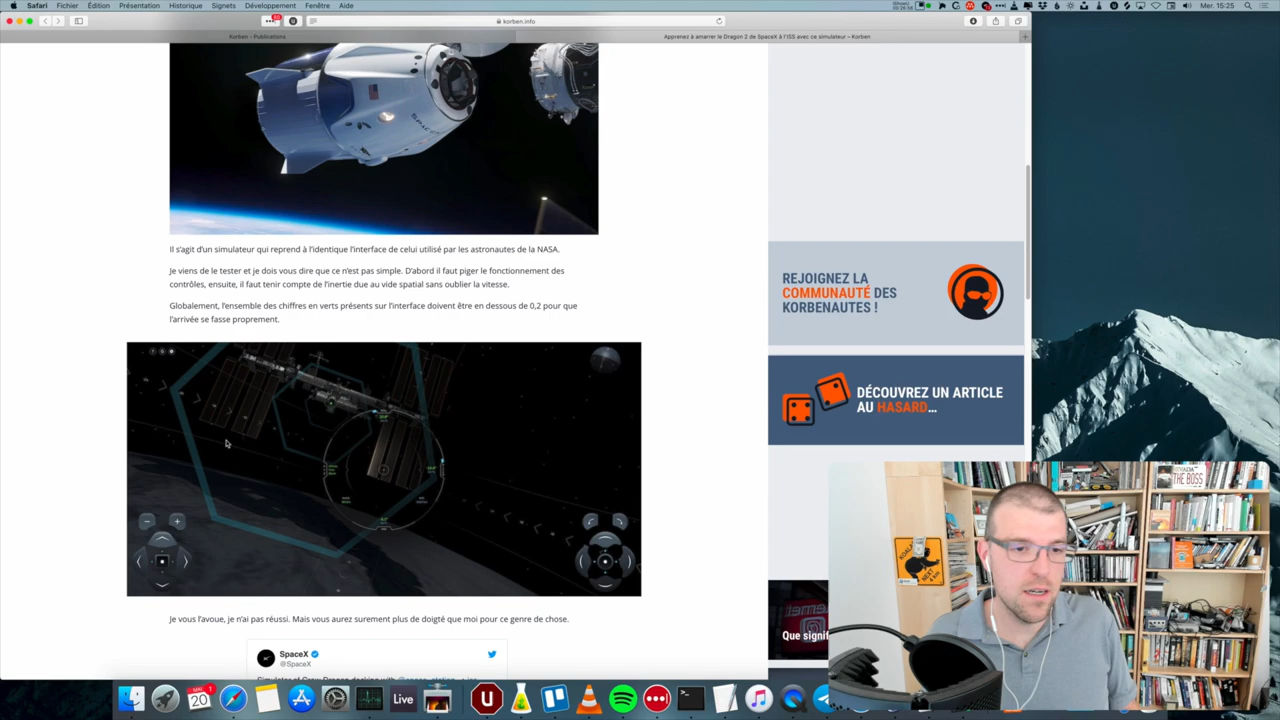 Safari Fichier Édition Présentation Historique Signets Développement Fenêtre Aide
Mer. 15:25
korben.info
Korben - Publications
Apprenez à amarrer le Dragon 2 de SpaceX à l'ISS avec ce simulateur – Korben
Il s'agit d'un simulateur qui reprend à l'identique l'interface de celui utilisé par les astronautes de la NASA.
Je viens de le tester et je dois vous dire que ce n'est pas simple. D'abord il faut piger le fonctionnement des
contrôles, ensuite, il faut tenir compte de l'inertie due au vide spatial sans oublier la vitesse.
Globalement, l'ensemble des chiffres en verts présents sur l'interface doivent être en dessous de 0,2 pour que
l'arrivée se fasse proprement.
Je vous l'avoue, je n'ai pas réussi. Mais vous aurez surement plus de doigté que moi pour ce genre de chose.
SpaceX
@SpaceX
REJOIGNEZ LA
COMMUNAUTÉ DES
KORBENAUTES !
DÉCOUVREZ UN ARTICLE
AU HASARD...
Que signif
THE BOSS
KOALAS
NEXT
20
Live